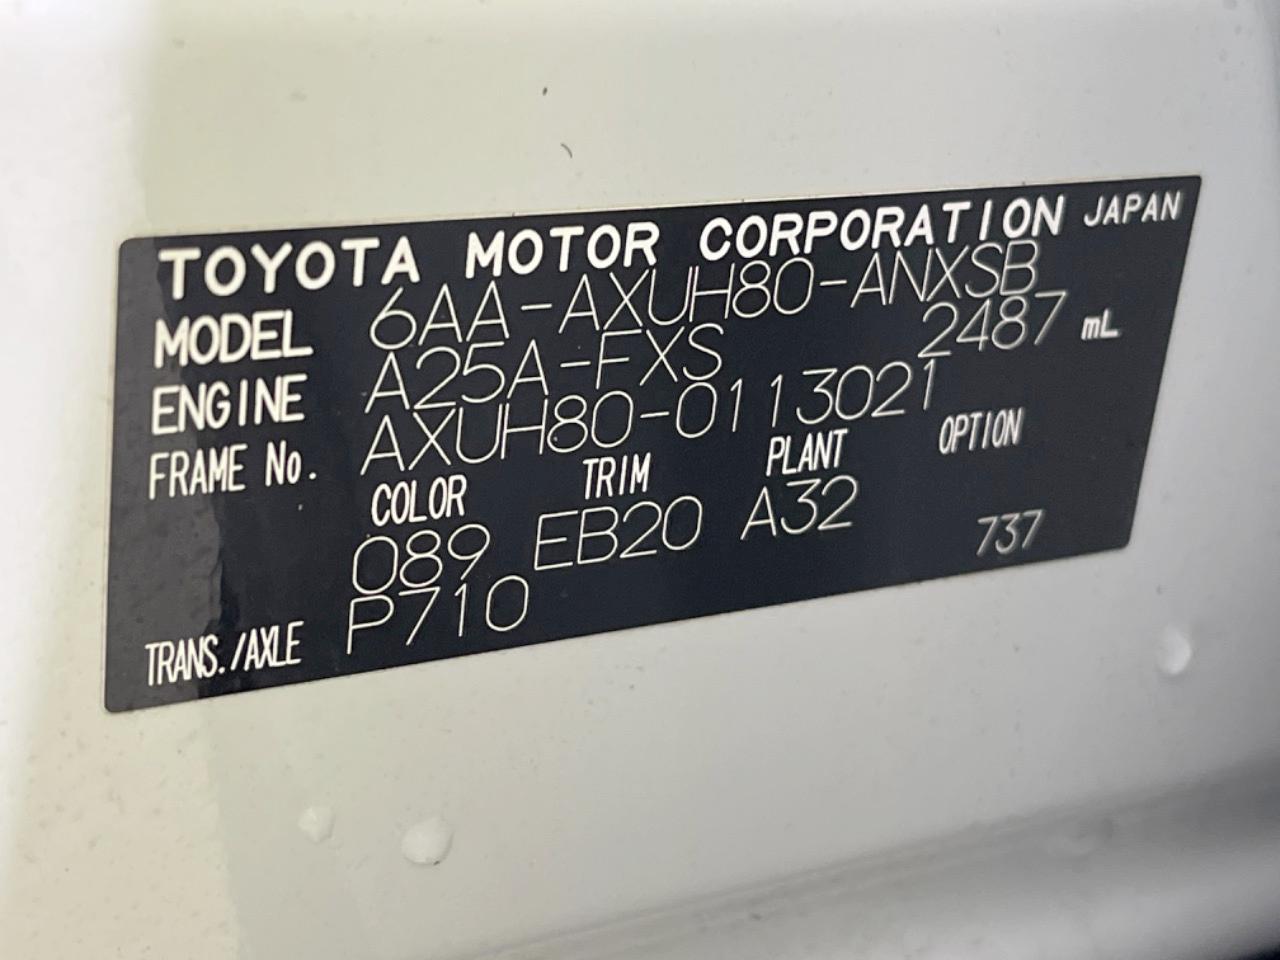 TOYOTA MOTOR CORPORATION JAPAN
MODEL 6AA-AXUH80-ANXSB
ENGINE A25A-FXS 2487 mL
FRAME No. AXUH80-0113021
COLOR TRIM PLANT OPTION
089 EB20 A32 737
TRANS./AXLE P710